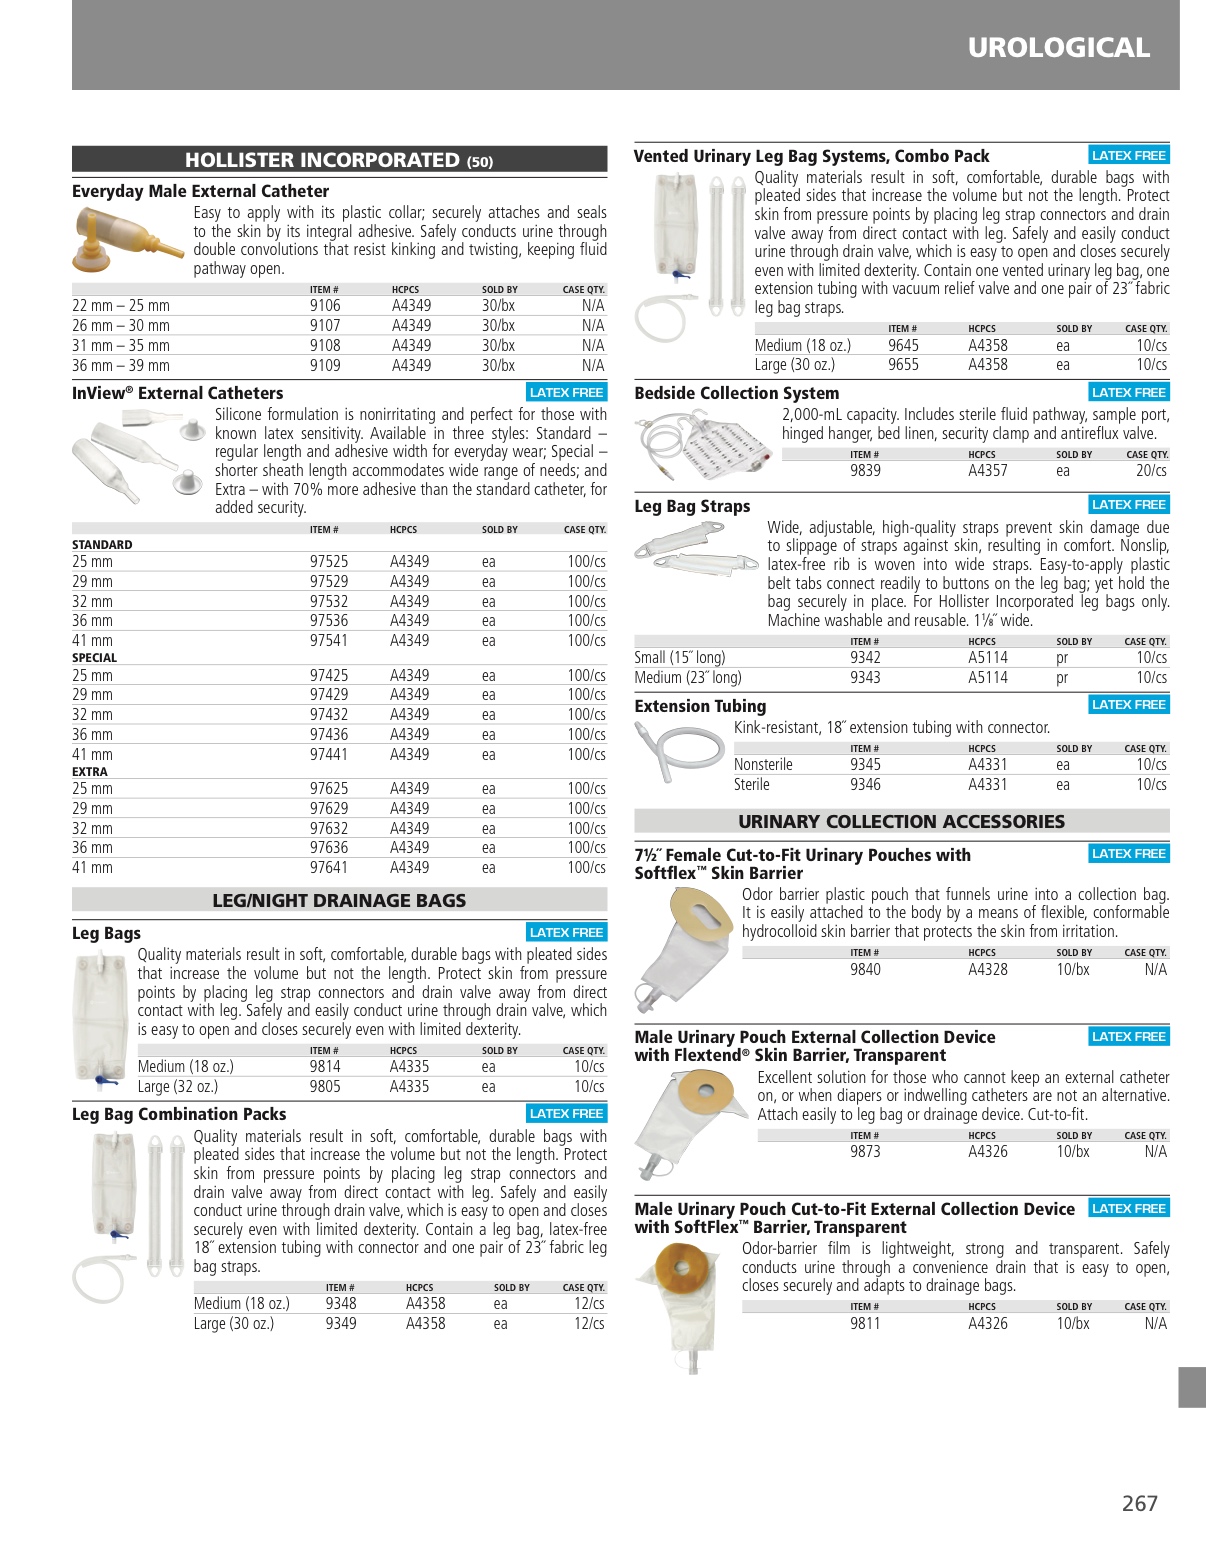 UROLOGICAL
HOLLISTER INCORPORATED (50)
Everyday Male External Catheter
Easy to apply with its plastic collar; securely attaches and seals
to the skin by its integral adhesive. Safely conducts urine through
double convolutions that resist kinking and twisting, keeping fluid
pathway open.
ITEM # HCPCS SOLD BY CASE QTY.
22 mm – 25 mm 9106 A4349 30/bx N/A
26 mm – 30 mm 9107 A4349 30/bx N/A
31 mm – 35 mm 9108 A4349 30/bx N/A
36 mm – 39 mm 9109 A4349 30/bx N/A
InView® External Catheters LATEX FREE
Silicone formulation is nonirritating and perfect for those with
known latex sensitivity. Available in three styles: Standard –
regular length and adhesive width for everyday wear; Special –
shorter sheath length accommodates wide range of needs; and
Extra – with 70% more adhesive than the standard catheter, for
added security.
ITEM # HCPCS SOLD BY CASE QTY.
STANDARD
25 mm 97525 A4349 ea 100/cs
29 mm 97529 A4349 ea 100/cs
32 mm 97532 A4349 ea 100/cs
36 mm 97536 A4349 ea 100/cs
41 mm 97541 A4349 ea 100/cs
SPECIAL
25 mm 97425 A4349 ea 100/cs
29 mm 97429 A4349 ea 100/cs
32 mm 97432 A4349 ea 100/cs
36 mm 97436 A4349 ea 100/cs
41 mm 97441 A4349 ea 100/cs
EXTRA
25 mm 97625 A4349 ea 100/cs
29 mm 97629 A4349 ea 100/cs
32 mm 97632 A4349 ea 100/cs
36 mm 97636 A4349 ea 100/cs
41 mm 97641 A4349 ea 100/cs
LEG/NIGHT DRAINAGE BAGS
Leg Bags LATEX FREE
Quality materials result in soft, comfortable, durable bags with pleated sides
that increase the volume but not the length. Protect skin from pressure
points by placing leg strap connectors and drain valve away from direct
contact with leg. Safely and easily conduct urine through drain valve, which
is easy to open and closes securely even with limited dexterity.
ITEM # HCPCS SOLD BY CASE QTY.
Medium (18 oz.) 9814 A4335 ea 10/cs
Large (32 oz.) 9805 A4335 ea 10/cs
Leg Bag Combination Packs LATEX FREE
Quality materials result in soft, comfortable, durable bags with
pleated sides that increase the volume but not the length. Protect
skin from pressure points by placing leg strap connectors and
drain valve away from direct contact with leg. Safely and easily
conduct urine through drain valve, which is easy to open and closes
securely even with limited dexterity. Contain a leg bag, latex-free
18˝ extension tubing with connector and one pair of 23˝ fabric leg
bag straps.
ITEM # HCPCS SOLD BY CASE QTY.
Medium (18 oz.) 9348 A4358 ea 12/cs
Large (30 oz.) 9349 A4358 ea 12/cs
Vented Urinary Leg Bag Systems, Combo Pack LATEX FREE
Quality materials result in soft, comfortable, durable bags with
pleated sides that increase the volume but not the length. Protect
skin from pressure points by placing leg strap connectors and drain
valve away from direct contact with leg. Safely and easily conduct
urine through drain valve, which is easy to open and closes securely
even with limited dexterity. Contain one vented urinary leg bag, one
extension tubing with vacuum relief valve and one pair of 23˝ fabric
leg bag straps.
ITEM # HCPCS SOLD BY CASE QTY.
Medium (18 oz.) 9645 A4358 ea 10/cs
Large (30 oz.) 9655 A4358 ea 10/cs
Bedside Collection System LATEX FREE
2,000-mL capacity. Includes sterile fluid pathway, sample port,
hinged hanger, bed linen, security clamp and antireflux valve.
ITEM # HCPCS SOLD BY CASE QTY.
9839 A4357 ea 20/cs
Leg Bag Straps LATEX FREE
Wide, adjustable, high-quality straps prevent skin damage due
to slippage of straps against skin, resulting in comfort. Nonslip,
latex-free rib is woven into wide straps. Easy-to-apply plastic
belt tabs connect readily to buttons on the leg bag; yet hold the
bag securely in place. For Hollister Incorporated leg bags only.
Machine washable and reusable. 1⅛˝ wide.
ITEM # HCPCS SOLD BY CASE QTY.
Small (15˝ long) 9342 A5114 pr 10/cs
Medium (23˝ long) 9343 A5114 pr 10/cs
Extension Tubing LATEX FREE
Kink-resistant, 18˝ extension tubing with connector.
ITEM # HCPCS SOLD BY CASE QTY.
Nonsterile 9345 A4331 ea 10/cs
Sterile 9346 A4331 ea 10/cs
URINARY COLLECTION ACCESSORIES
7½˝ Female Cut-to-Fit Urinary Pouches with LATEX FREE
Softflex™ Skin Barrier
Odor barrier plastic pouch that funnels urine into a collection bag.
It is easily attached to the body by a means of flexible, conformable
hydrocolloid skin barrier that protects the skin from irritation.
ITEM # HCPCS SOLD BY CASE QTY.
9840 A4328 10/bx N/A
Male Urinary Pouch External Collection Device LATEX FREE
with Flextend® Skin Barrier, Transparent
Excellent solution for those who cannot keep an external catheter
on, or when diapers or indwelling catheters are not an alternative.
Attach easily to leg bag or drainage device. Cut-to-fit.
ITEM # HCPCS SOLD BY CASE QTY.
9873 A4326 10/bx N/A
Male Urinary Pouch Cut-to-Fit External Collection Device LATEX FREE
with SoftFlex™ Barrier, Transparent
Odor-barrier film is lightweight, strong and transparent. Safely
conducts urine through a convenience drain that is easy to open,
closes securely and adapts to drainage bags.
ITEM # HCPCS SOLD BY CASE QTY.
9811 A4326 10/bx N/A
267